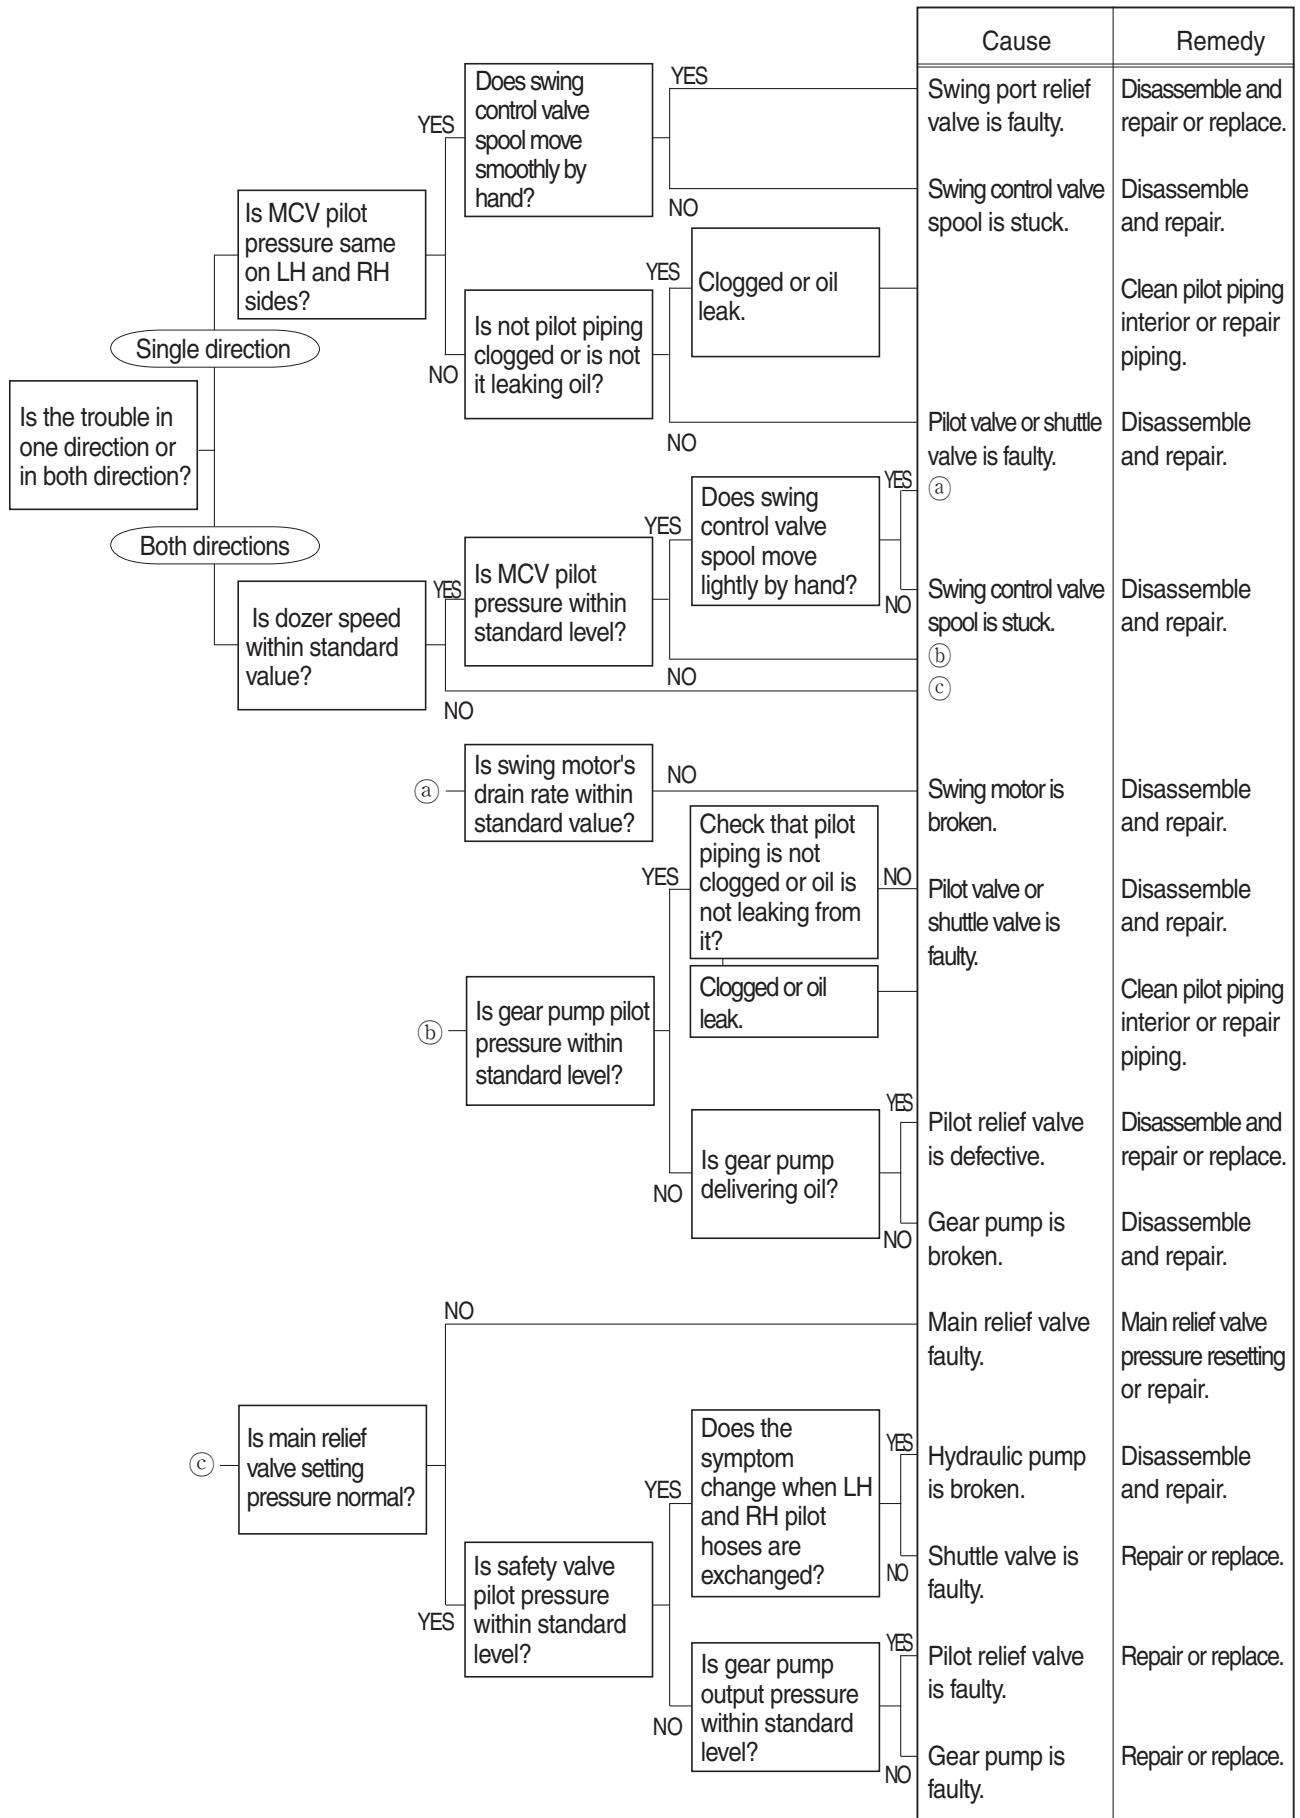 Cause
Remedy
YES
Does swing
control valve
spool move
smoothly by
hand?
YES
Swing port relief
valve is faulty.
Disassemble and
repair or replace.
NO
Swing control valve
spool is stuck.
Disassemble
and repair.
Is MCV pilot
pressure same
on LH and RH
sides?
YES
Clogged or oil
leak.
Clean pilot piping
interior or repair
piping.
Single direction
NO
Is not pilot piping
clogged or is not
it leaking oil?
NO
Pilot valve or shuttle
valve is faulty.
Disassemble
and repair.
Is the trouble in
one direction or
in both direction?
Both directions
Is dozer speed
within standard
value?
YES
Is MCV pilot
pressure within
standard level?
YES
Does swing
control valve
spool move
lightly by hand?
YES
ⓐ
NO
Swing control valve
spool is stuck.
Disassemble
and repair.
NO
ⓑ
NO
ⓒ
ⓐ
Is swing motor's
drain rate within
standard value?
NO
Swing motor is
broken.
Disassemble
and repair.
ⓑ
Is gear pump pilot
pressure within
standard level?
YES
Check that pilot
piping is not
clogged or oil is
not leaking from
it?
NO
Pilot valve or
shuttle valve is
faulty.
Disassemble
and repair.
Clogged or oil
leak.
Clean pilot piping
interior or repair
piping.
NO
Is gear pump
delivering oil?
YES
Pilot relief valve
is defective.
Disassemble and
repair or replace.
NO
Gear pump is
broken.
Disassemble
and repair.
ⓒ
Is main relief
valve setting
pressure normal?
NO
Main relief valve
faulty.
Main relief valve
pressure resetting
or repair.
YES
Is safety valve
pilot pressure
within standard
level?
YES
Does the
symptom
change when LH
and RH pilot
hoses are
exchanged?
YES
Hydraulic pump
is broken.
Disassemble
and repair.
NO
Shuttle valve is
faulty.
Repair or replace.
NO
Is gear pump
output pressure
within standard
level?
YES
Pilot relief valve
is faulty.
Repair or replace.
NO
Gear pump is
faulty.
Repair or replace.